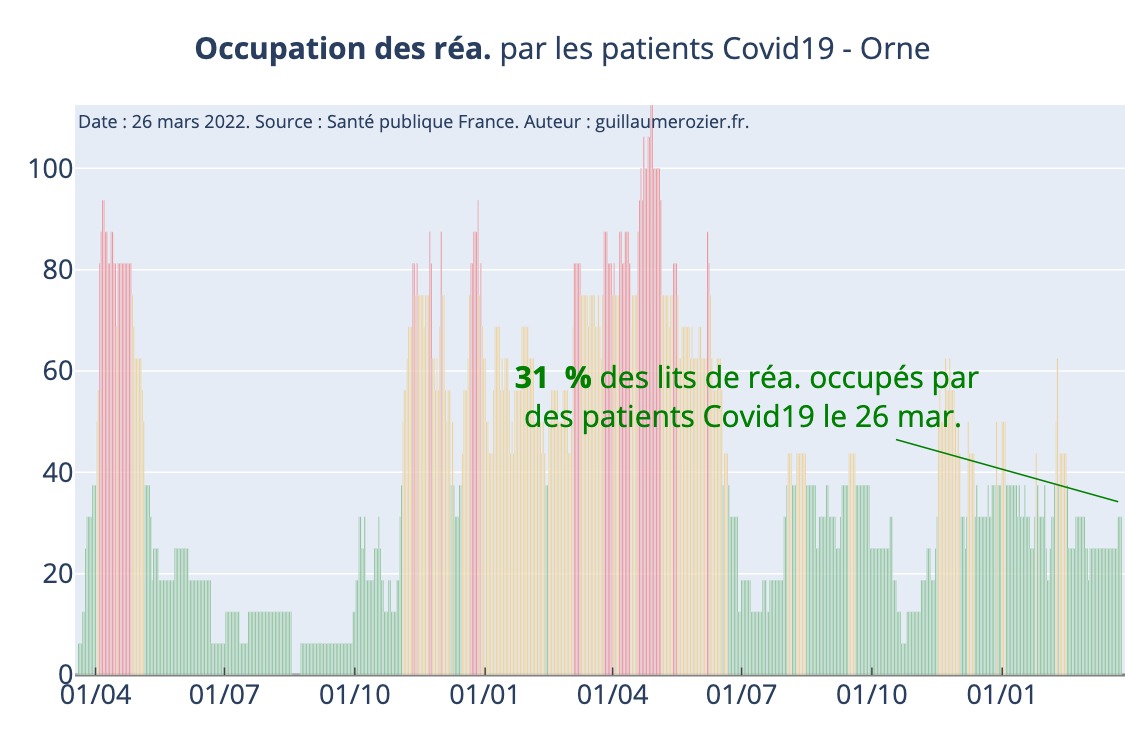 Occupation des réa. par les patients Covid19 - Orne
Date : 26 mars 2022. Source : Santé publique France. Auteur : guillaumerozier.fr.
100
80
60
31 % des lits de réa. occupés par
des patients Covid19 le 26 mar.
40
20
0
01/04 01/07 01/10 01/01 01/04 01/07 01/10 01/01